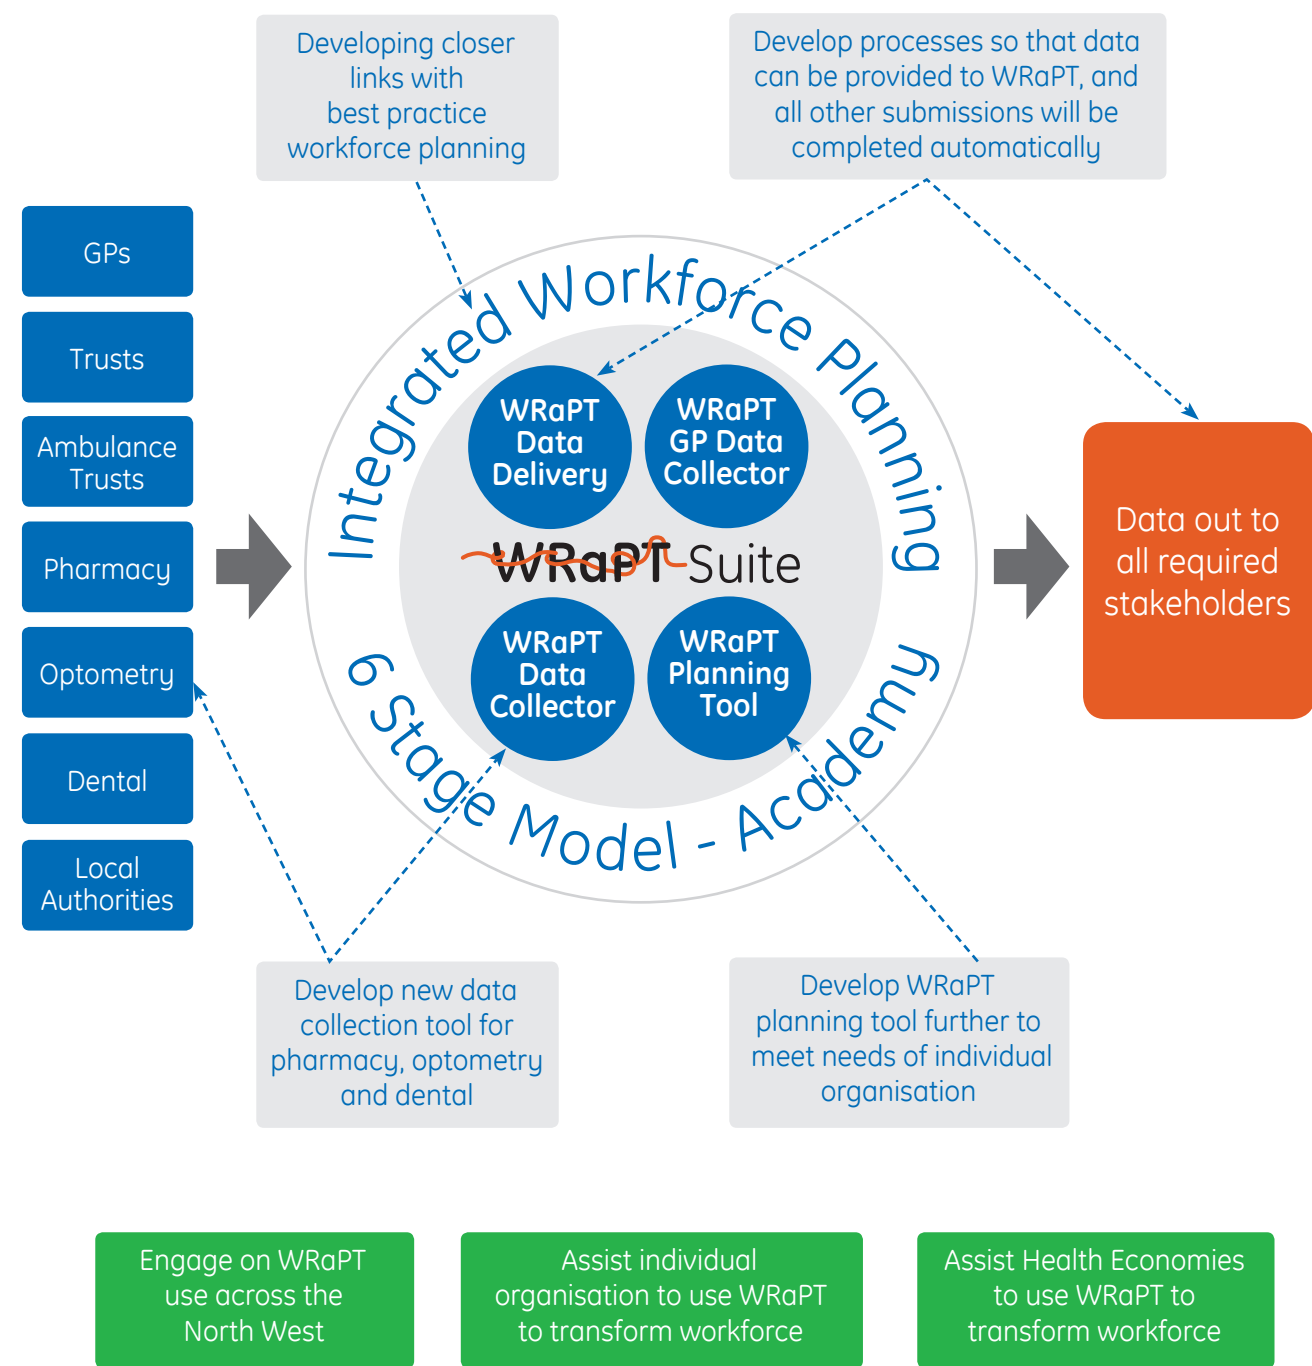 Developing closer
links with
best practice
workforce planning
Develop processes so that data
can be provided to WRaPT, and
all other submissions will be
completed automatically
GPs
Trusts
Ambulance
Trusts
Pharmacy
Optometry
Dental
Local
Authorities
Integrated Workforce Planning
WRaPT
Data
Delivery
WRaPT
GP Data
Collector
WRaPT Suite
WRaPT
Data
Collector
WRaPT
Planning
Tool
6 Stage Model - Academy
Data out to
all required
stakeholders
Develop new data
collection tool for
pharmacy, optometry
and dental
Develop WRaPT
planning tool further to
meet needs of individual
organisation
Engage on WRaPT
use across the
North West
Assist individual
organisation to use WRaPT
to transform workforce
Assist Health Economies
to use WRaPT to
transform workforce